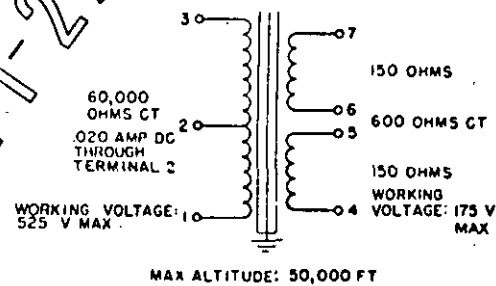 3
7
150 OHMS
6
60,000
OHMS CT
2
600 OHMS CT
5
.020 AMP DC
THROUGH
TERMINAL 2
150 OHMS
WORKING VOLTAGE:
525 V MAX
1
4
WORKING
VOLTAGE: 175 V
MAX
MAX ALTITUDE: 50,000 FT